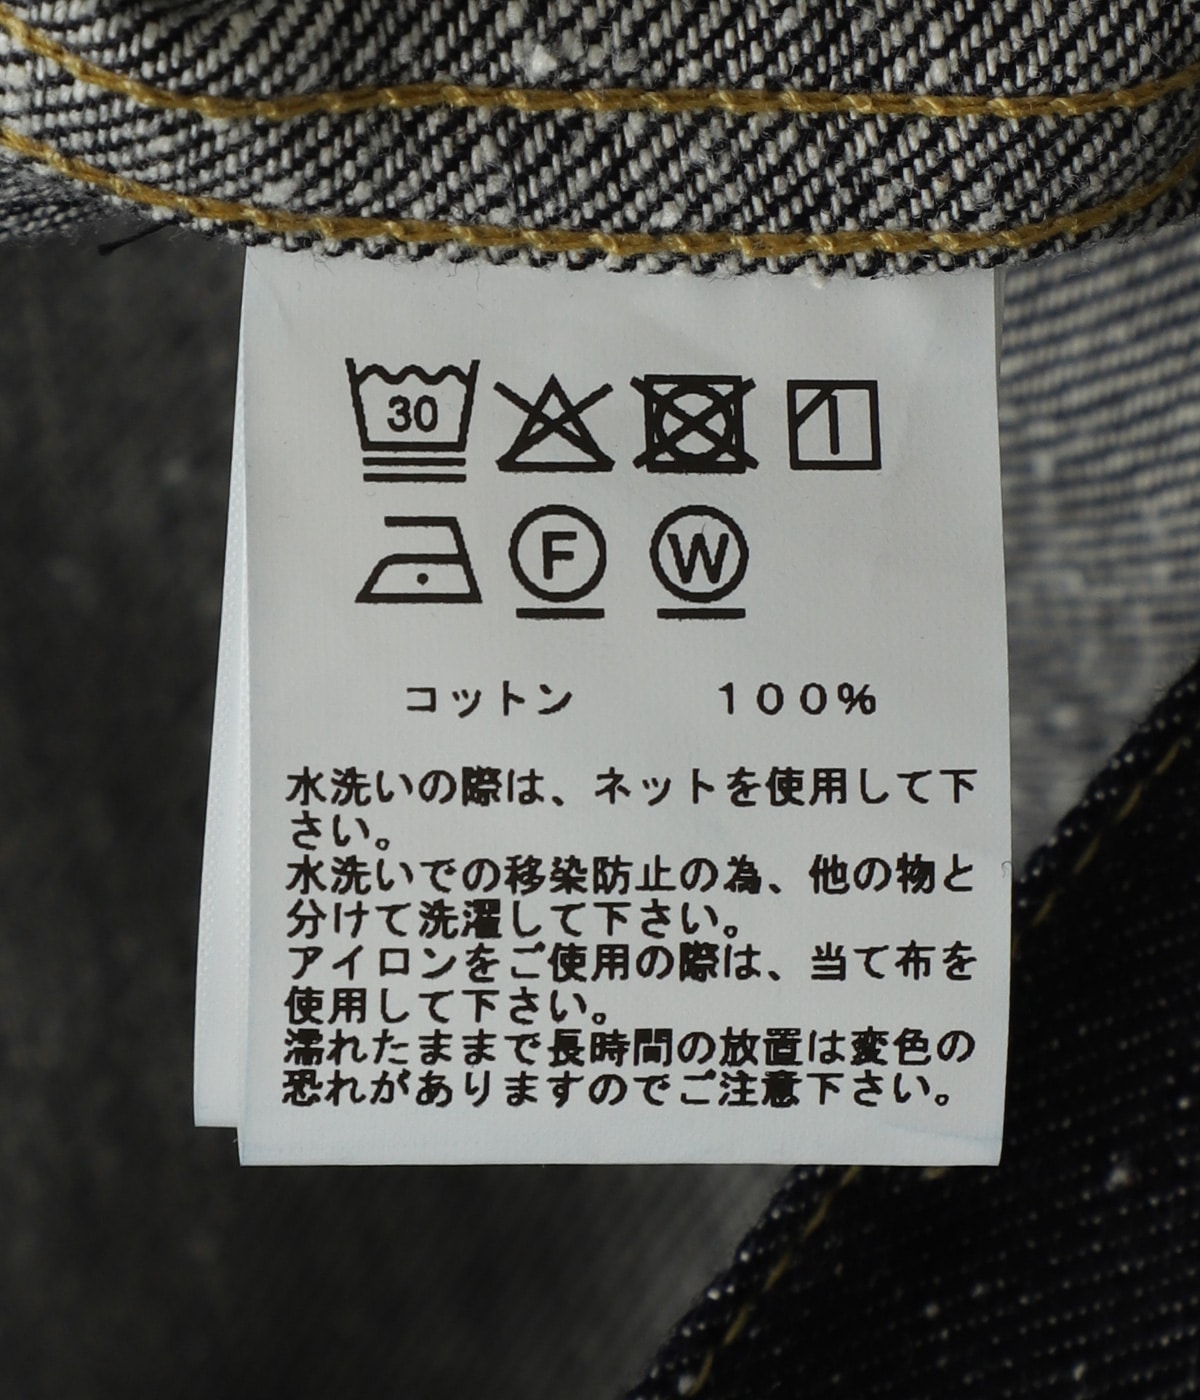 30
F W
コットン 100%
水洗いの際は、ネットを使用して下
さい。
水洗いでの移染防止の為、他の物と
分けて洗濯して下さい。
アイロンをご使用の際は、当て布を
使用して下さい。
濡れたままで長時間の放置は変色の
恐れがありますのでご注意下さい。